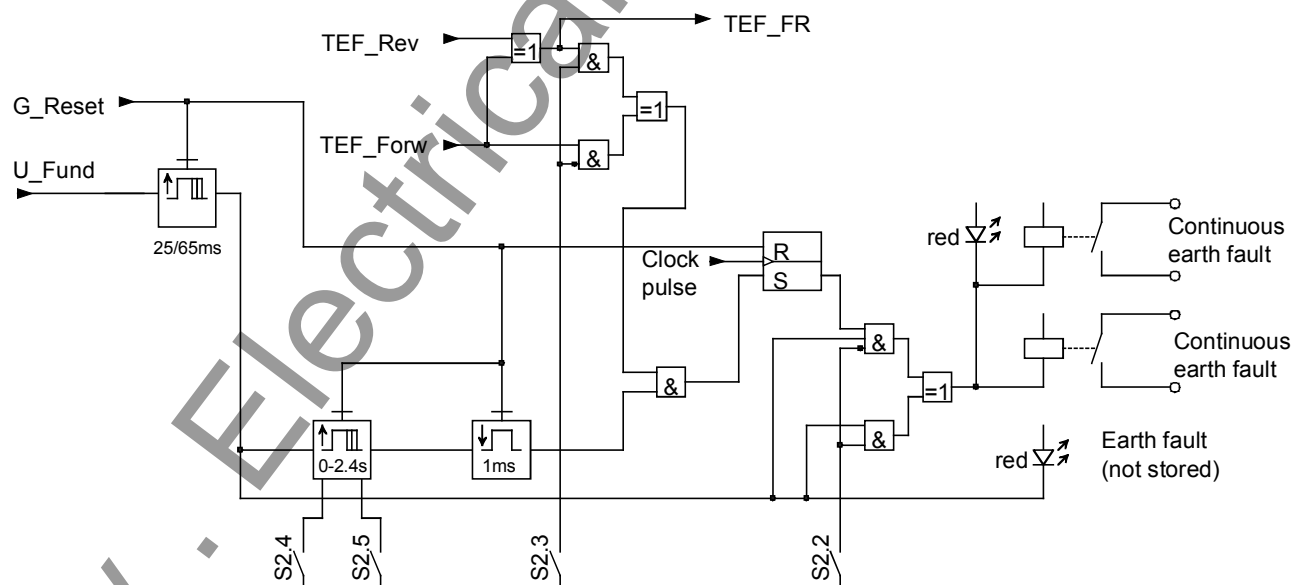 TEF_FR
TEF_Rev
=1
&
G_Reset
=1
TEF_Forw
&
U_Fund
25/65ms
Clock
pulse
R
S
red
Continuous
earth fault
&
Continuous
earth fault
&
=1
&
0-2.4s
1ms
red
Earth fault
(not stored)
S2.4
S2.5
S2.3
S2.2
Electrica